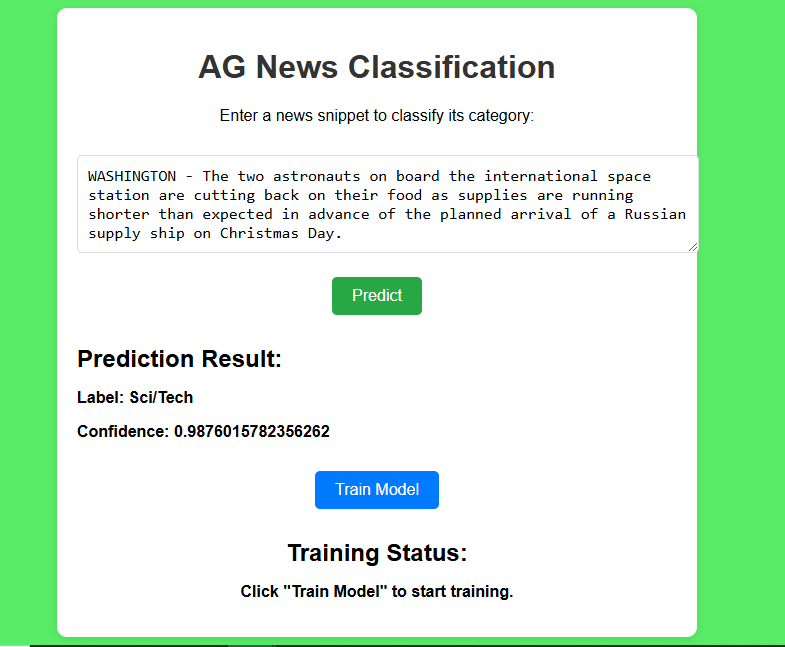 AG News Classification
Enter a news snippet to classify its category:
WASHINGTON - The two astronauts on board the international space
station are cutting back on their food as supplies are running
shorter than expected in advance of the planned arrival of a Russian
supply ship on Christmas Day.
Predict
Prediction Result:
Label: Sci/Tech
Confidence: 0.9876015782356262
Train Model
Training Status:
Click "Train Model" to start training.